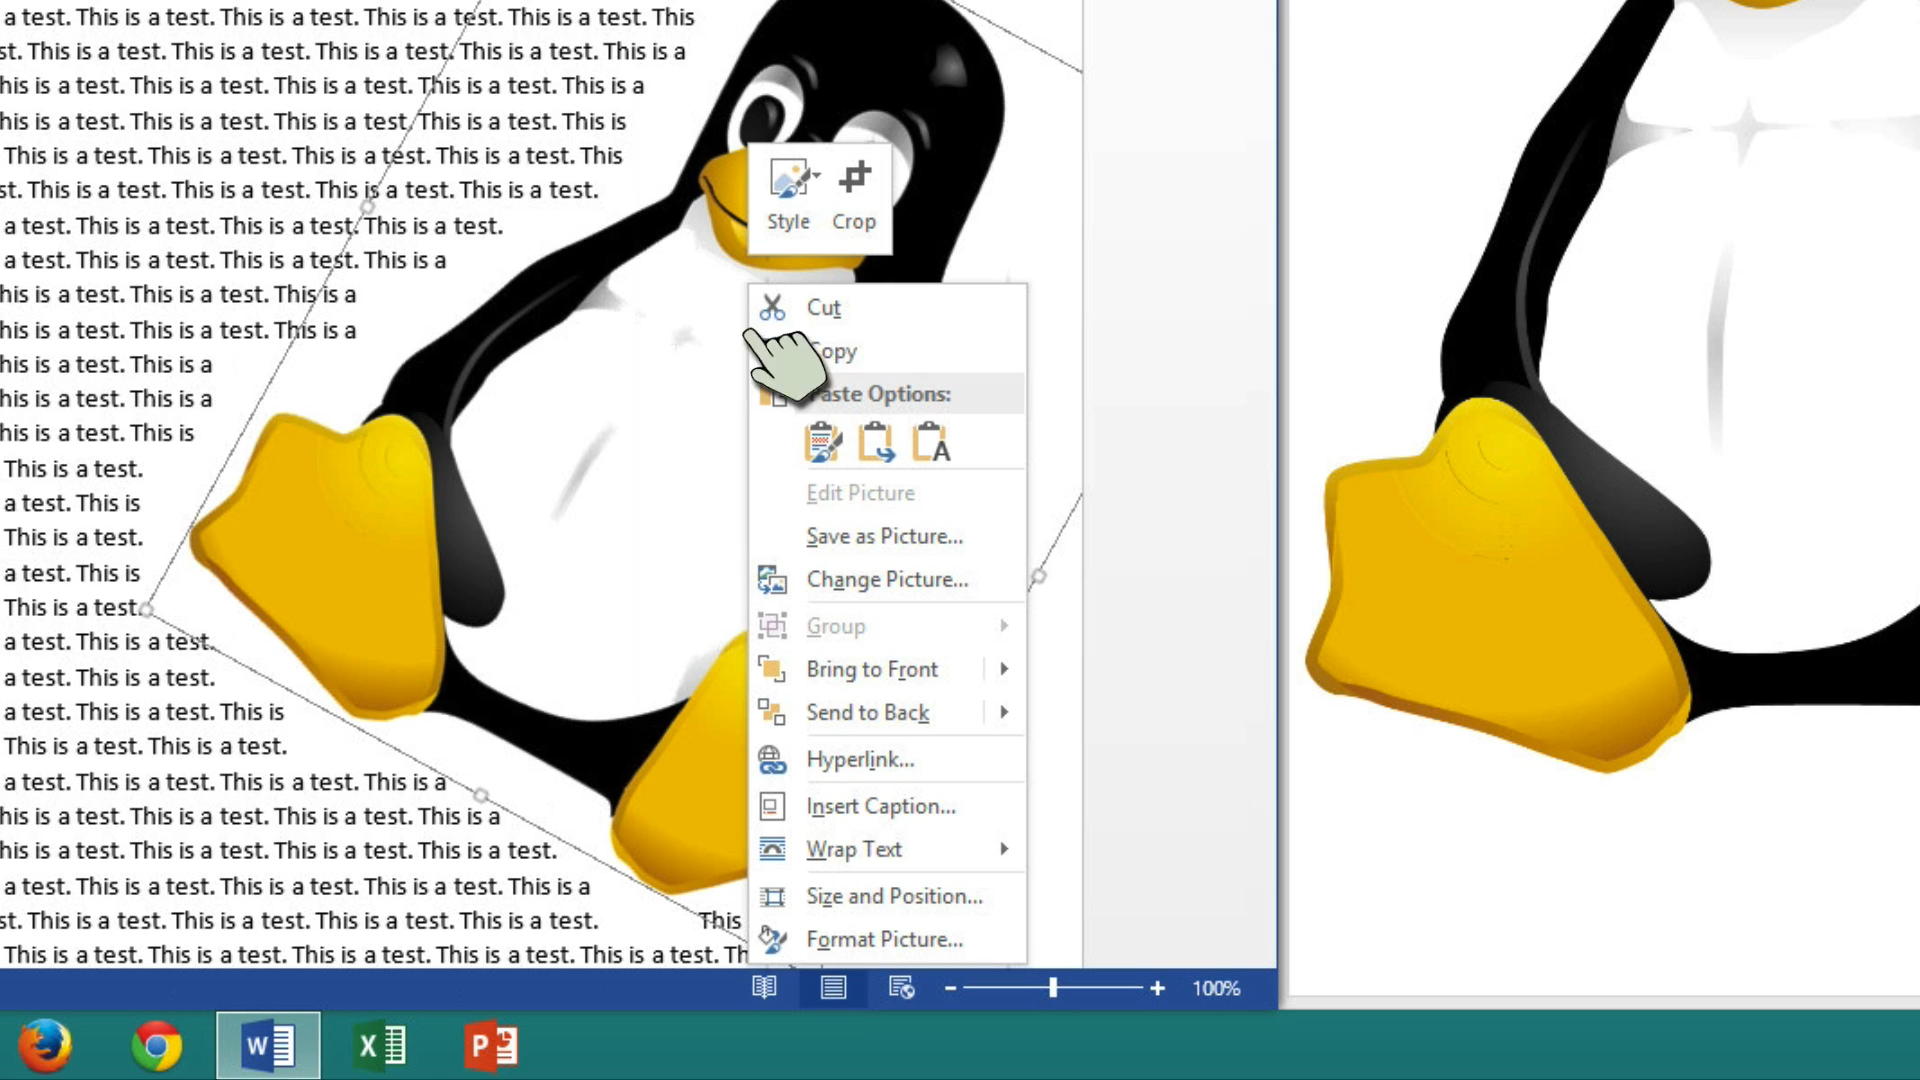 a test. This is a test. This is a test. This is a test. This is a test. This
st. This is a test. This is a test. This is a test. This is a test. This is a
his is a test. This is a test. This is a test. This is a test. This is a
his is a test. This is a test. This is a test. This is a test. This is
This is a test. This is a test. This is a test. This is a test. This
st. This is a test. This is a test. This is a test. This is a test.
a test. This is a test. This is a test. This is a test.
a test. This is a test. This is a test. This is a
his is a test. This is a test. This is a
his is a test. This is a test. This is a
his is a test. This is a
his is a test. This is a
his is a test. This is
This is a test.
a test. This is
This is a test.
a test. This is
This is a test.
a test. This is a test.
a test. This is a test.
a test. This is a test. This is
This is a test. This is a test.
a test. This is a test. This is a test. This is a
his is a test. This is a test. This is a test. This is a
his is a test. This is a test. This is a test. This is a test.
a test. This is a test. This is a test. This is a test. This is a
st. This is a test. This is a test. This is a test. This is a test. This
This is a test. This is a test. This is a test. This is a test. This is a test. Th
Style Crop
Cut
opy
aste Options:
A
Edit Picture
Save as Picture...
Change Picture...
Group
Bring to Front
Send to Back
Hyperlink...
Insert Caption...
Wrap Text
Size and Position...
Format Picture...
- + 100%
W X P